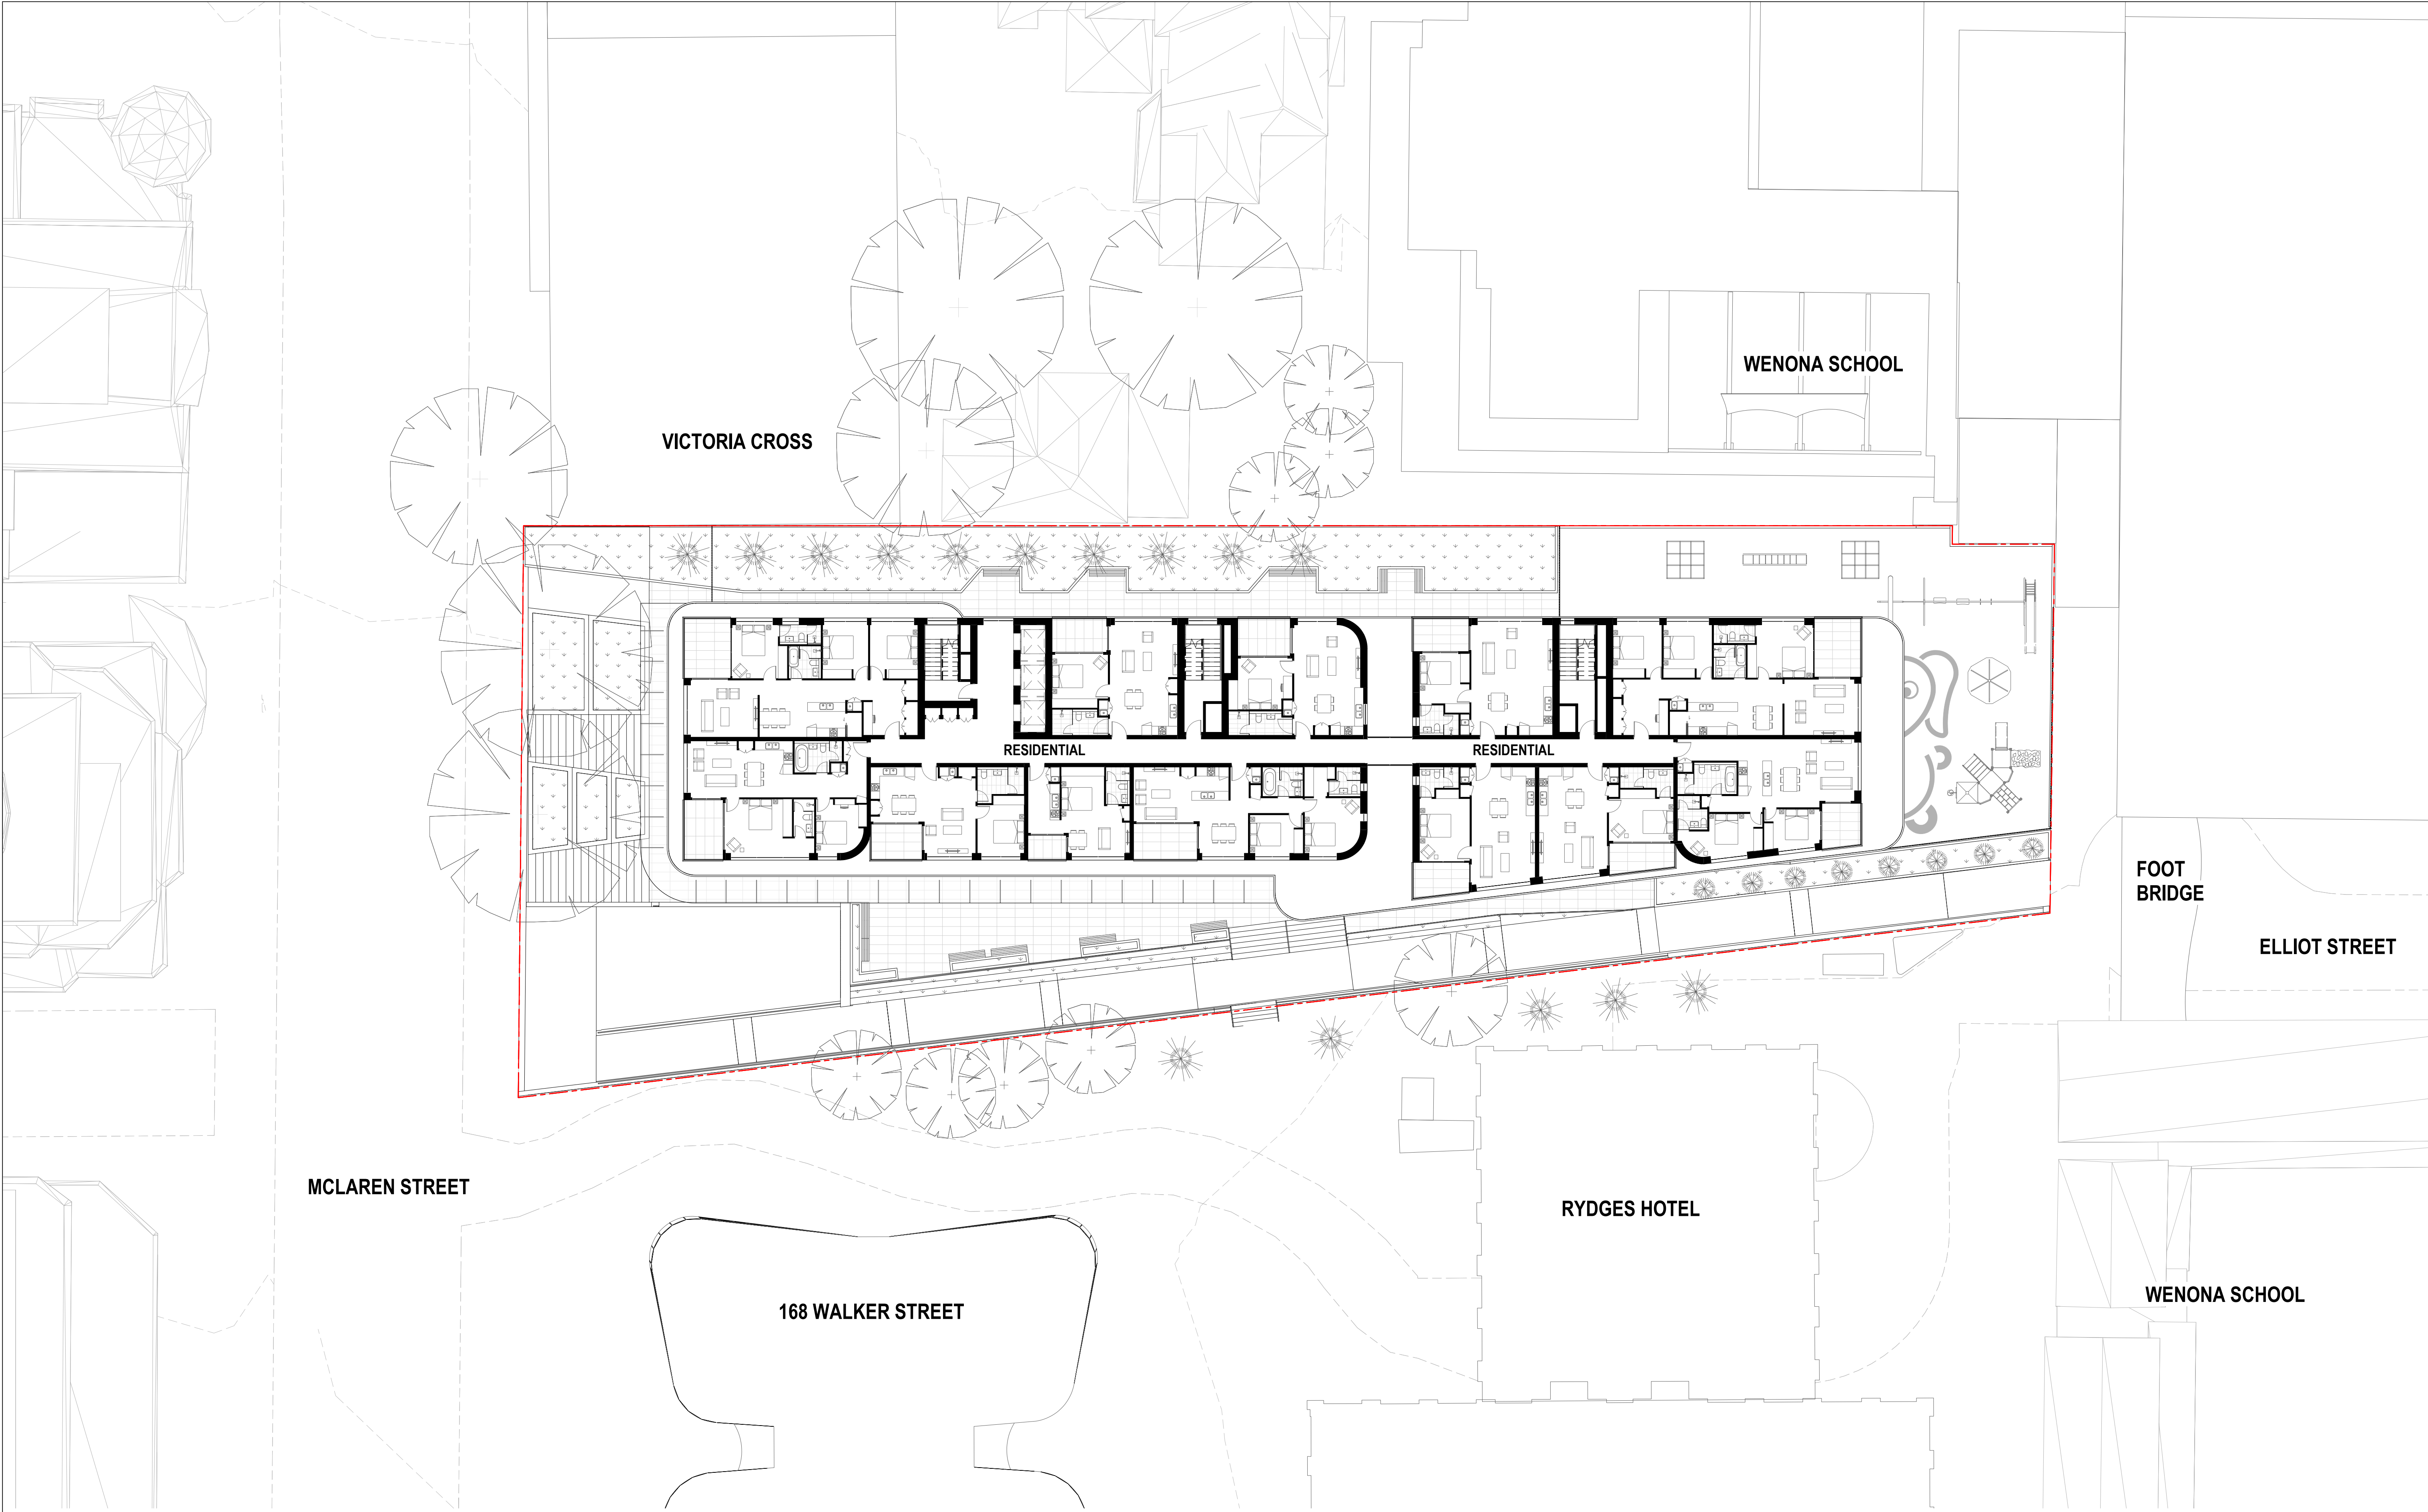 WENONA SCHOOL
VICTORIA CROSS
RESIDENTIAL
RESIDENTIAL
FOOT
BRIDGE
ELLIOT STREET
MCLAREN STREET
RYDGES HOTEL
WENONA SCHOOL
168 WALKER STREET